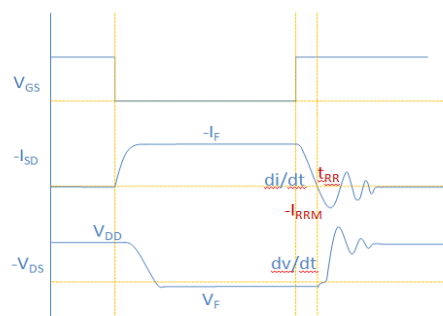 VGS
-IF
-ISD
di/dt
tRR
-IRRM
VDD
dv/dt
-VDS
VF